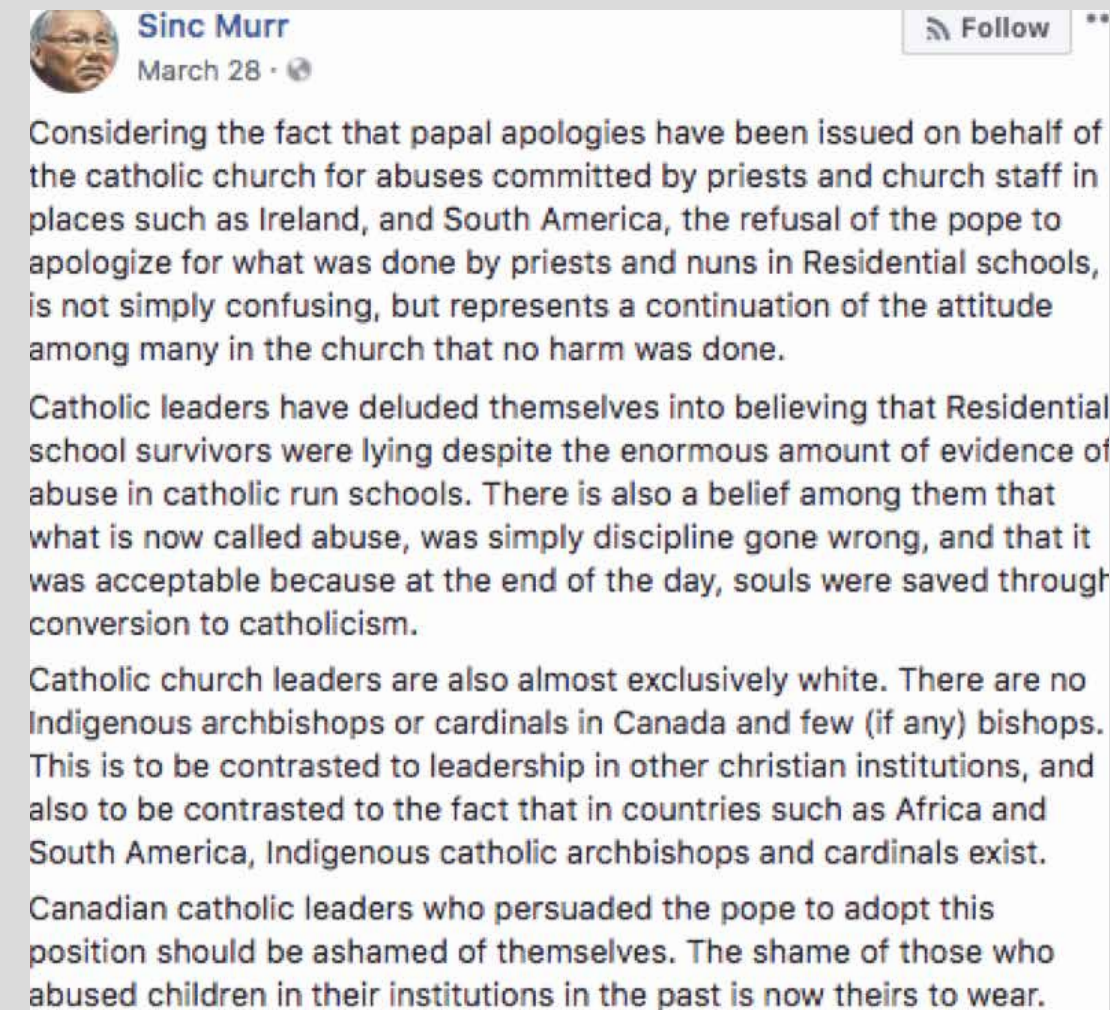 Sinc Murr
Follow
March 28 ·
Considering the fact that papal apologies have been issued on behalf of
the catholic church for abuses committed by priests and church staff in
places such as Ireland, and South America, the refusal of the pope to
apologize for what was done by priests and nuns in Residential schools,
is not simply confusing, but represents a continuation of the attitude
among many in the church that no harm was done.
Catholic leaders have deluded themselves into believing that Residential
school survivors were lying despite the enormous amount of evidence of
abuse in catholic run schools. There is also a belief among them that
what is now called abuse, was simply discipline gone wrong, and that it
was acceptable because at the end of the day, souls were saved through
conversion to catholicism.
Catholic church leaders are also almost exclusively white. There are no
Indigenous archbishops or cardinals in Canada and few (if any) bishops.
This is to be contrasted to leadership in other christian institutions, and
also to be contrasted to the fact that in countries such as Africa and
South America, Indigenous catholic archbishops and cardinals exist.
Canadian catholic leaders who persuaded the pope to adopt this
position should be ashamed of themselves. The shame of those who
abused children in their institutions in the past is now theirs to wear.